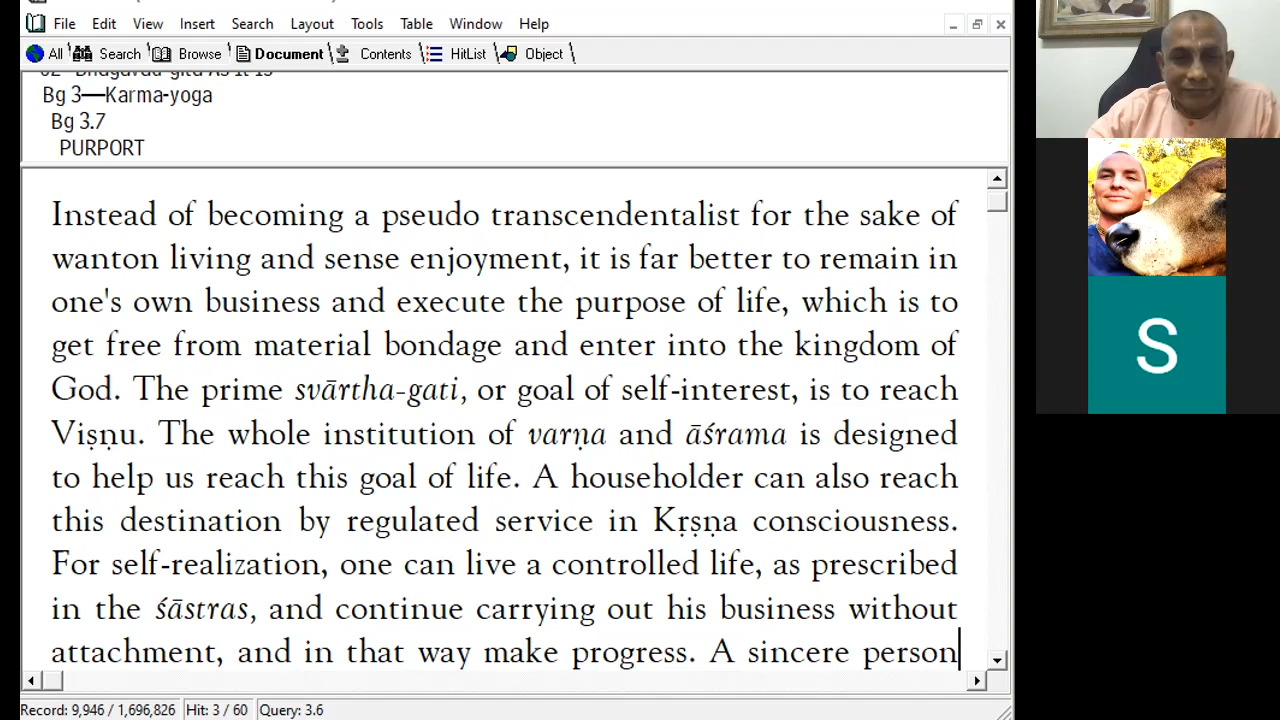 File Edit View Insert Search Layout Tools Table Window Help
All Search Browse Document Contents HitList Object
Bg 3—Karma-yoga
Bg 3.7
PURPORT
Instead of becoming a pseudo transcendentalist for the sake of
wanton living and sense enjoyment, it is far better to remain in
one's own business and execute the purpose of life, which is to
get free from material bondage and enter into the kingdom of
God. The prime svārtha-gati, or goal of self-interest, is to reach
Viṣṇu. The whole institution of varṇa and āśrama is designed
to help us reach this goal of life. A householder can also reach
this destination by regulated service in Kṛṣṇa consciousness.
For self-realization, one can live a controlled life, as prescribed
in the śāstras, and continue carrying out his business without
attachment, and in that way make progress. A sincere person
Record: 9,946 / 1,696,826 Hit: 3 / 60 Query: 3.6
S